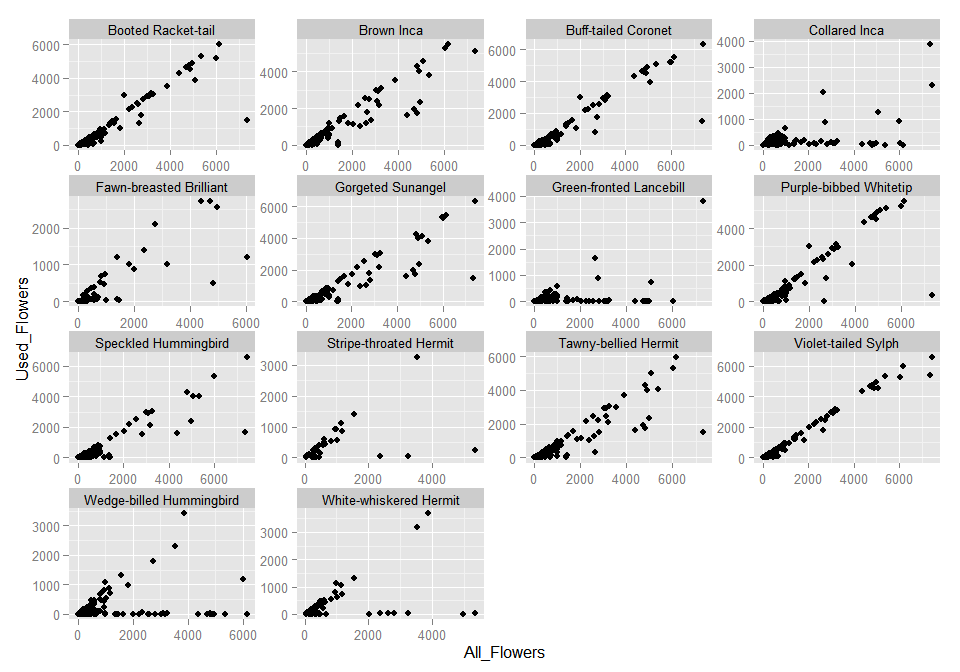 Booted Racket-tail Brown Inca Buff-tailed Coronet Collared Inca
6000
4000
2000
0
0 2000 4000 6000
4000
2000
0
0 2000 4000 6000
6000
4000
2000
0
0 2000 4000 6000
4000
3000
2000
1000
0
0 2000 4000 6000
Fawn-breasted Brilliant Gorgeted Sunangel Green-fronted Lancebill Purple-bibbed Whitetip
2000
1000
0
0 1000 2000 3000 4000 5000 6000
6000
4000
2000
0
0 2000 4000 6000
4000
3000
2000
1000
0
0 2000 4000 6000
4000
2000
0
0 2000 4000 6000
Speckled Hummingbird Stripe-throated Hermit Tawny-bellied Hermit Violet-tailed Sylph
6000
4000
2000
0
0 2000 4000 6000
3000
2000
1000
0
0 2000 4000
6000
4000
2000
0
0 2000 4000 6000
6000
4000
2000
0
0 2000 4000 6000
Wedge-billed Hummingbird White-whiskered Hermit
3000
2000
1000
0
0 2000 4000 6000
3000
2000
1000
0
0 2000 4000
Used_Flowers
All_Flowers